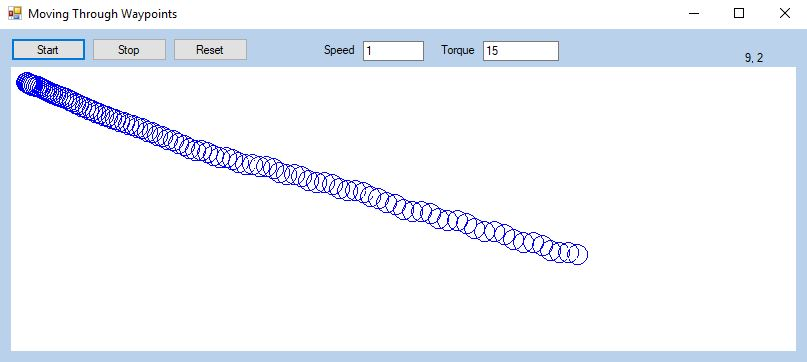 Moving Through Waypoints
Start Stop Reset Speed 1 Torque 15
9, 2